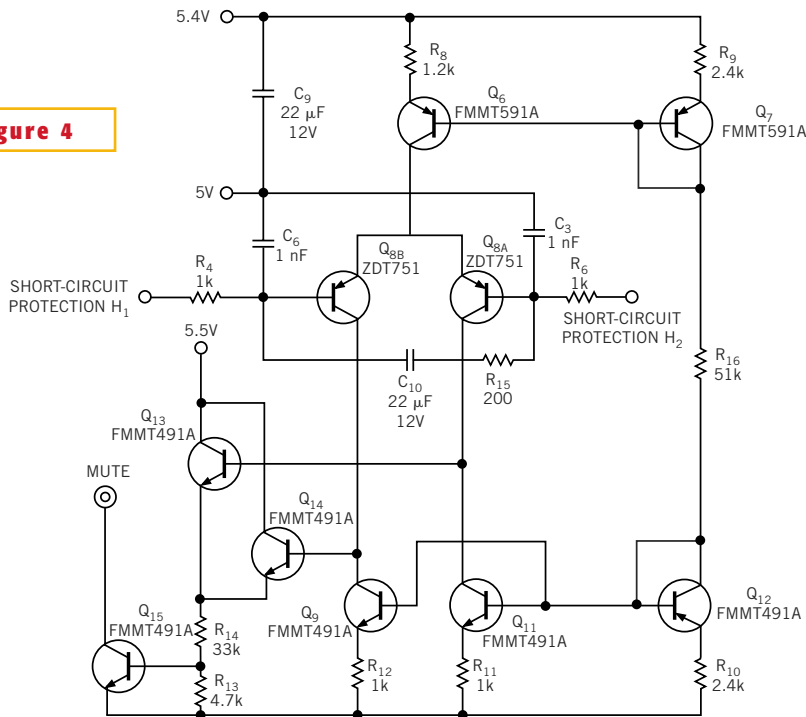 5.4V
R8
1.2k
R9
2.4k
C9
22 µF
12V
Q6
FMMT591A
Q7
FMMT591A
gure 4
5V
C6
1 nF
C3
1 nF
Q8B
ZDT751
Q8A
ZDT751
R4
1k
R6
1k
SHORT-CIRCUIT
PROTECTION H1
SHORT-CIRCUIT
PROTECTION H2
5.5V
C10
22 µF
12V
R15
200
R16
51k
Q13
FMMT491A
MUTE
Q14
FMMT491A
Q15
FMMT491A
R14
33k
Q9
FMMT491A
Q11
FMMT491A
Q12
FMMT491A
R13
4.7k
R12
1k
R11
1k
R10
2.4k